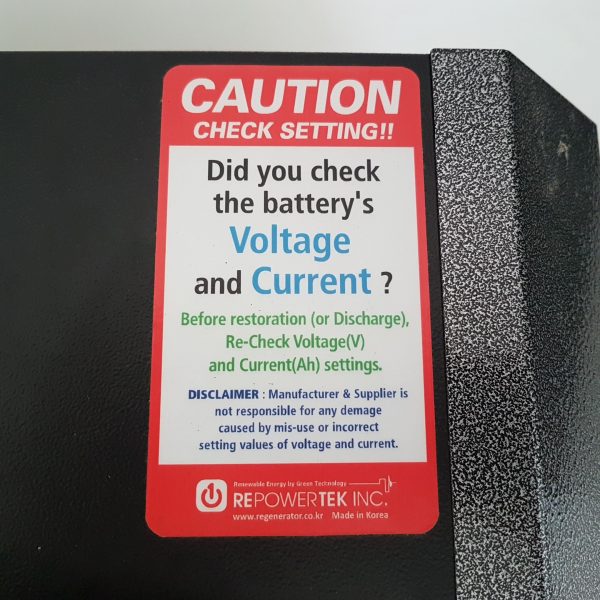 CAUTION
CHECK SETTING!!
Did you check
the battery's
Voltage
and Current ?
Before restoration (or Discharge),
Re-Check Voltage(V)
and Current(Ah) settings.
DISCLAIMER : Manufacturer & Supplier is
not responsible for any demage
caused by mis-use or incorrect
setting values of voltage and current.
Renewable Energy by Green Technology
REPOWERTEK INC.
www.regenerator.co.kr Made in Korea